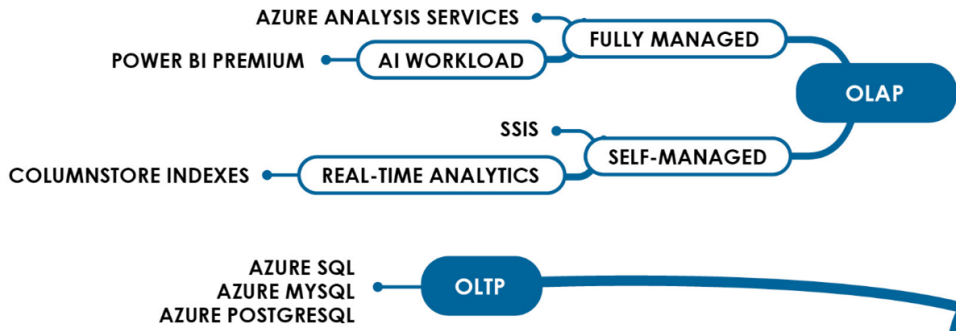 AZURE ANALYSIS SERVICES
FULLY MANAGED
POWER BI PREMIUM
AI WORKLOAD
OLAP
SSIS
SELF-MANAGED
COLUMNSTORE INDEXES
REAL-TIME ANALYTICS
AZURE SQL
AZURE MYSQL
AZURE POSTGRESQL
OLTP